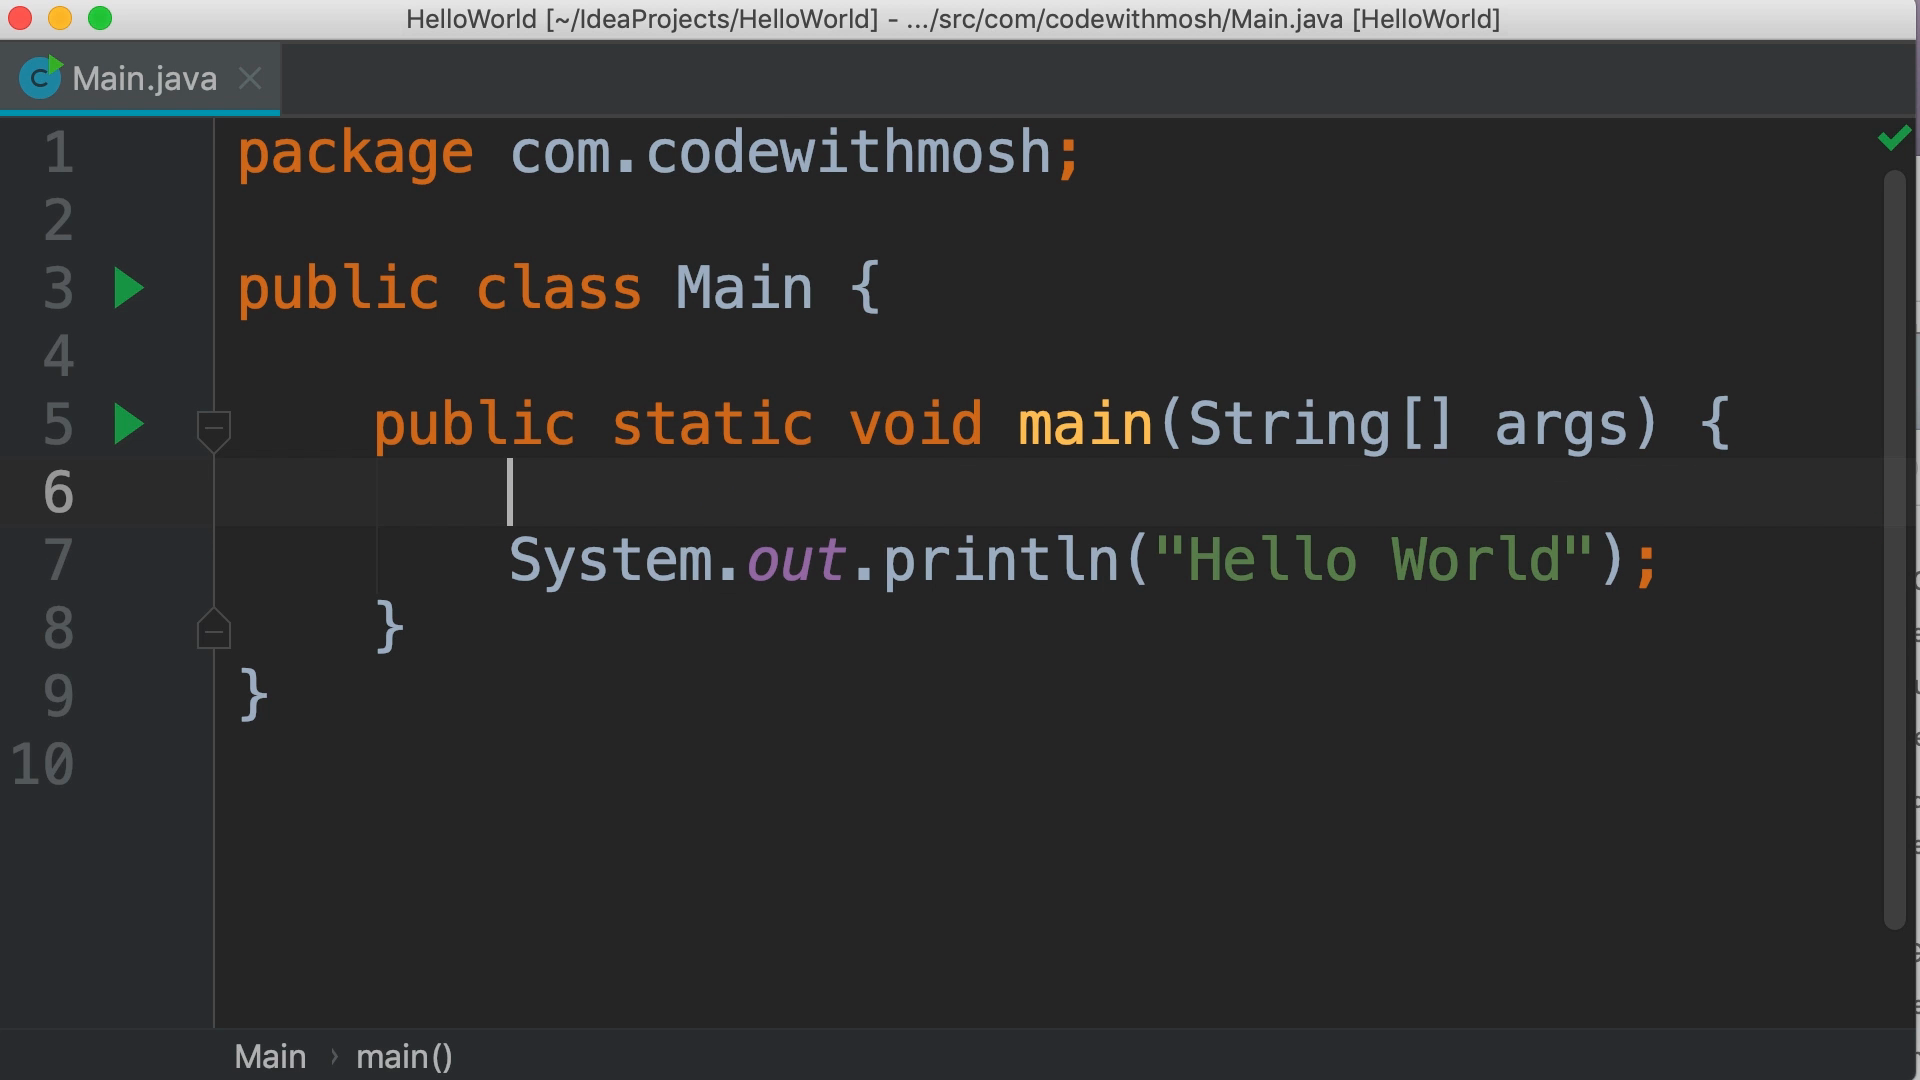 HelloWorld [~/IdeaProjects/HelloWorld] - .../src/com/codewithmosh/Main.java [HelloWorld]
C Main.java
1 package com.codewithmosh;
2
3 public class Main {
4
5     public static void main(String[] args) {
6
7         System.out.println("Hello World");
8     }
9 }
10
Main › main()